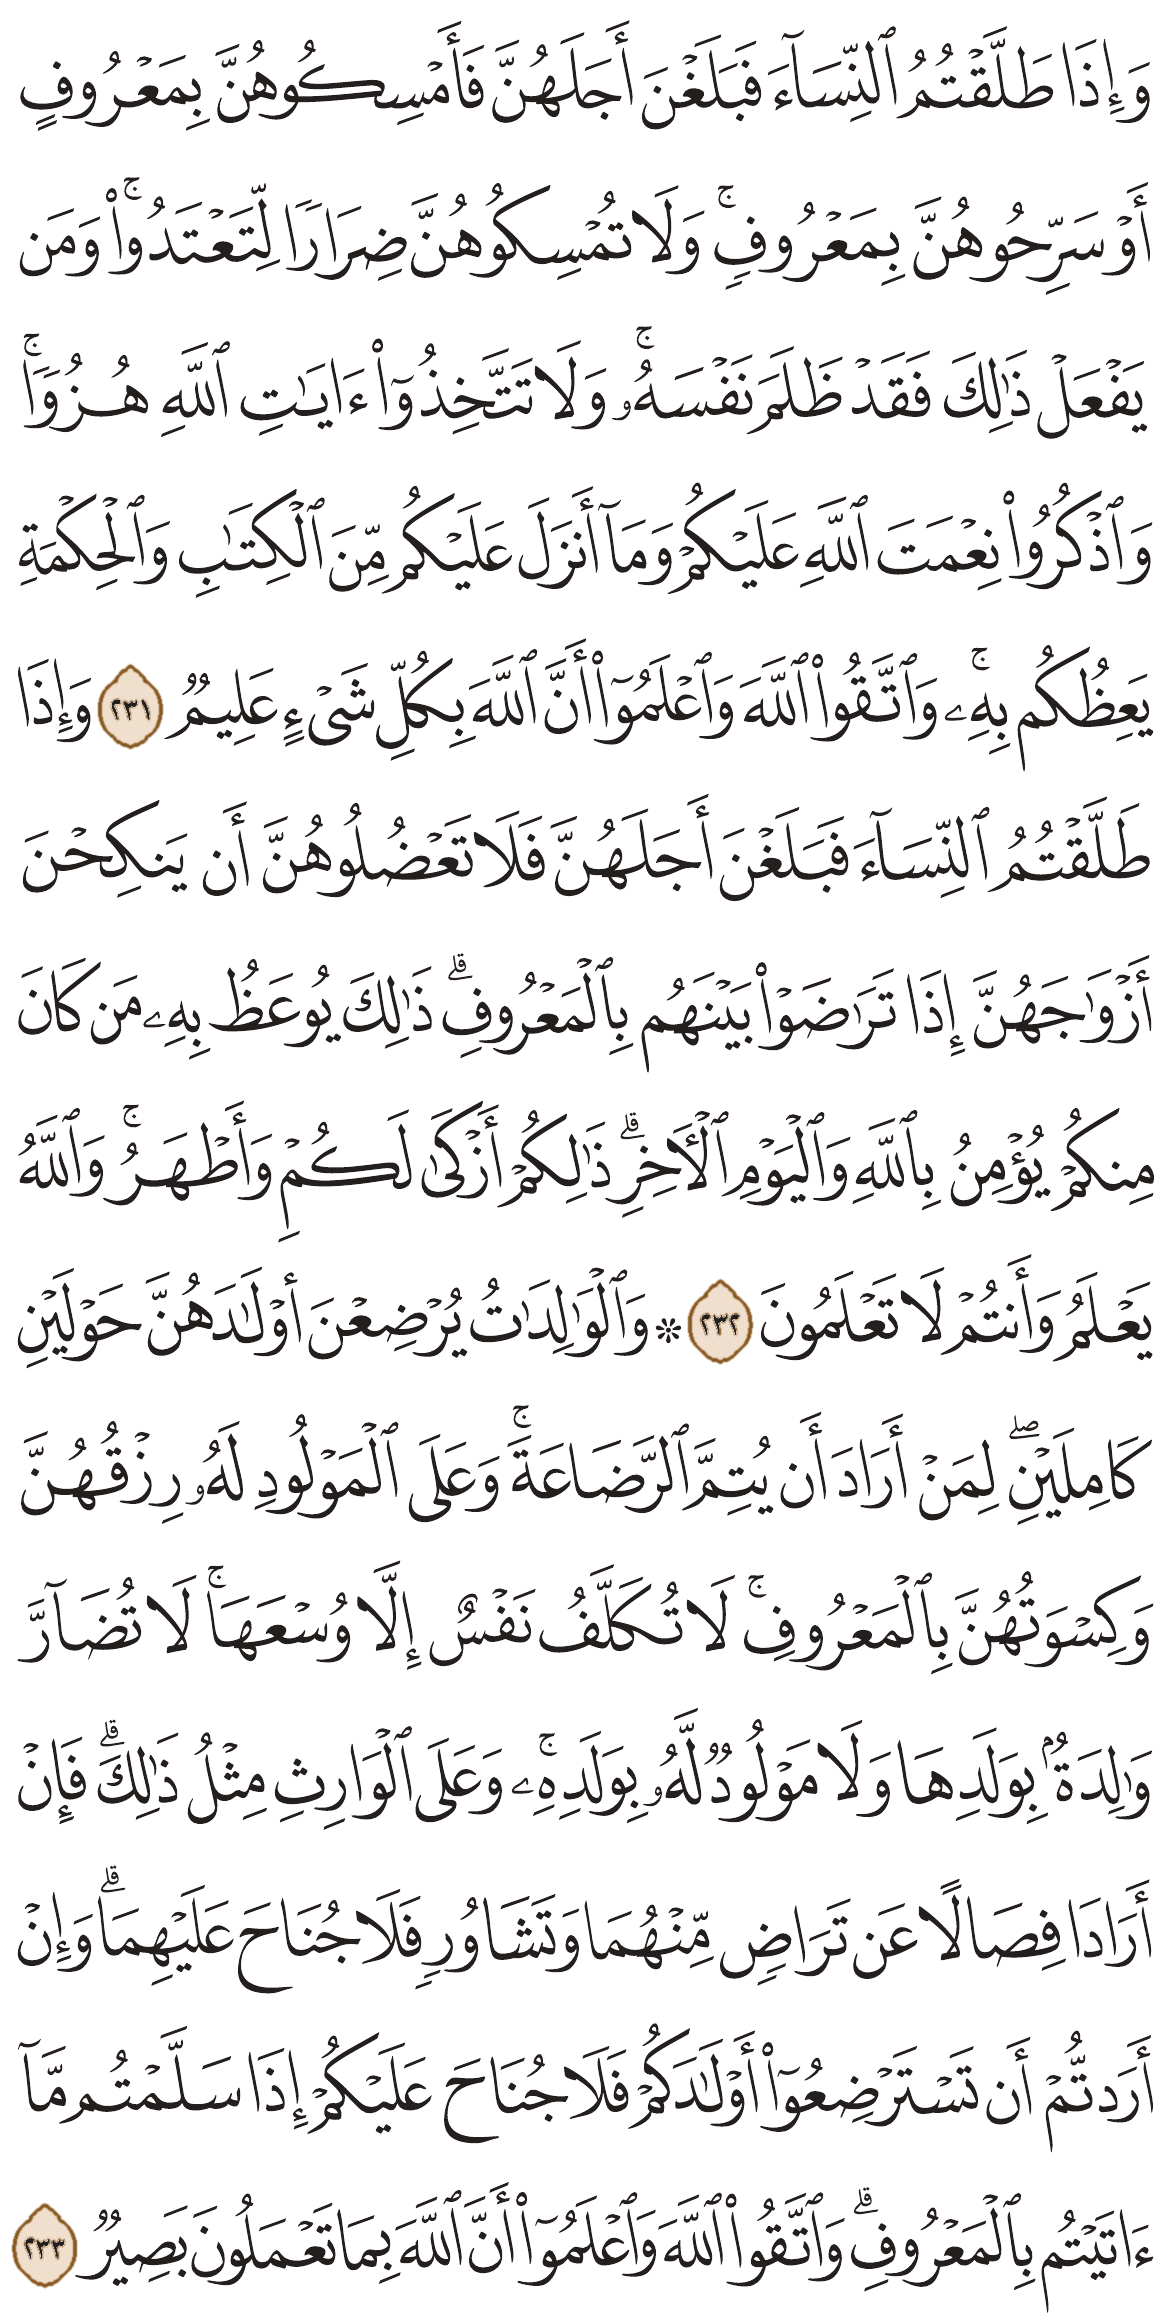 وَإِذَا طَلَّقۡتُمُ ٱلنِّسَآءَ فَبَلَغۡنَ أَجَلَهُنَّ فَأَمۡسِكُوهُنَّ بِمَعۡرُوفٍ
أَوۡ سَرِّحُوهُنَّ بِمَعۡرُوفٖۚ وَلَا تُمۡسِكُوهُنَّ ضِرَارٗا لِّتَعۡتَدُواْۚ وَمَن
يَفۡعَلۡ ذَٰلِكَ فَقَدۡ ظَلَمَ نَفۡسَهُۥۚ وَلَا تَتَّخِذُوٓاْ ءَايَٰتِ ٱللَّهِ هُزُوٗاۚ
وَٱذۡكُرُواْ نِعۡمَتَ ٱللَّهِ عَلَيۡكُمۡ وَمَآ أَنزَلَ عَلَيۡكُم مِّنَ ٱلۡكِتَٰبِ وَٱلۡحِكۡمَةِ
يَعِظُكُم بِهِۦۚ وَٱتَّقُواْ ٱللَّهَ وَٱعۡلَمُوٓاْ أَنَّ ٱللَّهَ بِكُلِّ شَيۡءٍ عَلِيمٞ ٢٣١ وَإِذَا
طَلَّقۡتُمُ ٱلنِّسَآءَ فَبَلَغۡنَ أَجَلَهُنَّ فَلَا تَعۡضُلُوهُنَّ أَن يَنكِحۡنَ
أَزۡوَٰجَهُنَّ إِذَا تَرَٰضَوۡاْ بَيۡنَهُم بِٱلۡمَعۡرُوفِۗ ذَٰلِكَ يُوعَظُ بِهِۦ مَن كَانَ
مِنكُمۡ يُؤۡمِنُ بِٱللَّهِ وَٱلۡيَوۡمِ ٱلۡأٓخِرِۗ ذَٰلِكُمۡ أَزۡكَىٰ لَكُمۡ وَأَطۡهَرُۚ وَٱللَّهُ
يَعۡلَمُ وَأَنتُمۡ لَا تَعۡلَمُونَ ٢٣٢ ۞ وَٱلۡوَٰلِدَٰتُ يُرۡضِعۡنَ أَوۡلَٰدَهُنَّ حَوۡلَيۡنِ
كَامِلَيۡنِۖ لِمَنۡ أَرَادَ أَن يُتِمَّ ٱلرَّضَاعَةَۚ وَعَلَى ٱلۡمَوۡلُودِ لَهُۥ رِزۡقُهُنَّ
وَكِسۡوَتُهُنَّ بِٱلۡمَعۡرُوفِۚ لَا تُكَلَّفُ نَفۡسٌ إِلَّا وُسۡعَهَاۚ لَا تُضَآرَّ
وَٰلِدَةُۢ بِوَلَدِهَا وَلَا مَوۡلُودٞ لَّهُۥ بِوَلَدِهِۦۚ وَعَلَى ٱلۡوَارِثِ مِثۡلُ ذَٰلِكَۗ فَإِنۡ
أَرَادَا فِصَالًا عَن تَرَاضٖ مِّنۡهُمَا وَتَشَاوُرٖ فَلَا جُنَاحَ عَلَيۡهِمَاۗ وَإِنۡ
أَرَدتُّمۡ أَن تَسۡتَرۡضِعُوٓاْ أَوۡلَٰدَكُمۡ فَلَا جُنَاحَ عَلَيۡكُمۡ إِذَا سَلَّمۡتُم مَّآ
ءَاتَيۡتُم بِٱلۡمَعۡرُوفِۗ وَٱتَّقُواْ ٱللَّهَ وَٱعۡلَمُوٓاْ أَنَّ ٱللَّهَ بِمَا تَعۡمَلُونَ بَصِيرٞ ٢٣٣